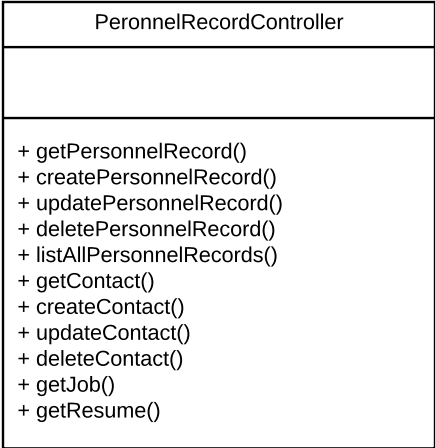 PeronnelRecordController
+ getPersonnelRecord()
+ createPersonnelRecord()
+ updatePersonnelRecord()
+ deletePersonnelRecord()
+ listAllPersonnelRecords()
+ getContact()
+ createContact()
+ updateContact()
+ deleteContact()
+ getJob()
+ getResume()